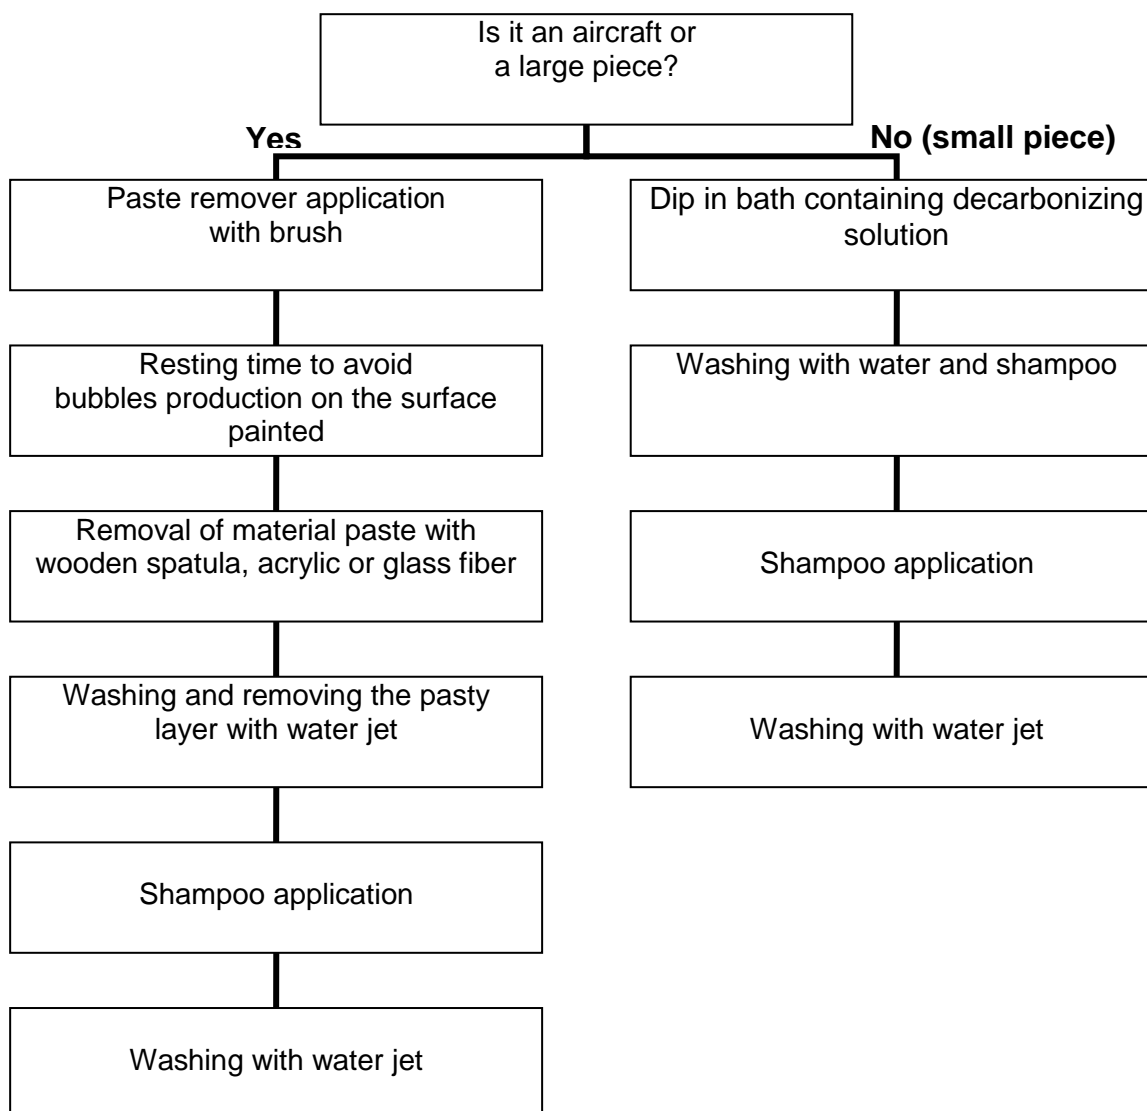 Is it an aircraft or
a large piece?
Yes
No (small piece)
Paste remover application
with brush
Dip in bath containing decarbonizing
solution
Resting time to avoid
bubbles production on the surface
painted
Washing with water and shampoo
Removal of material paste with
wooden spatula, acrylic or glass fiber
Shampoo application
Washing and removing the pasty
layer with water jet
Washing with water jet
Shampoo application
Washing with water jet